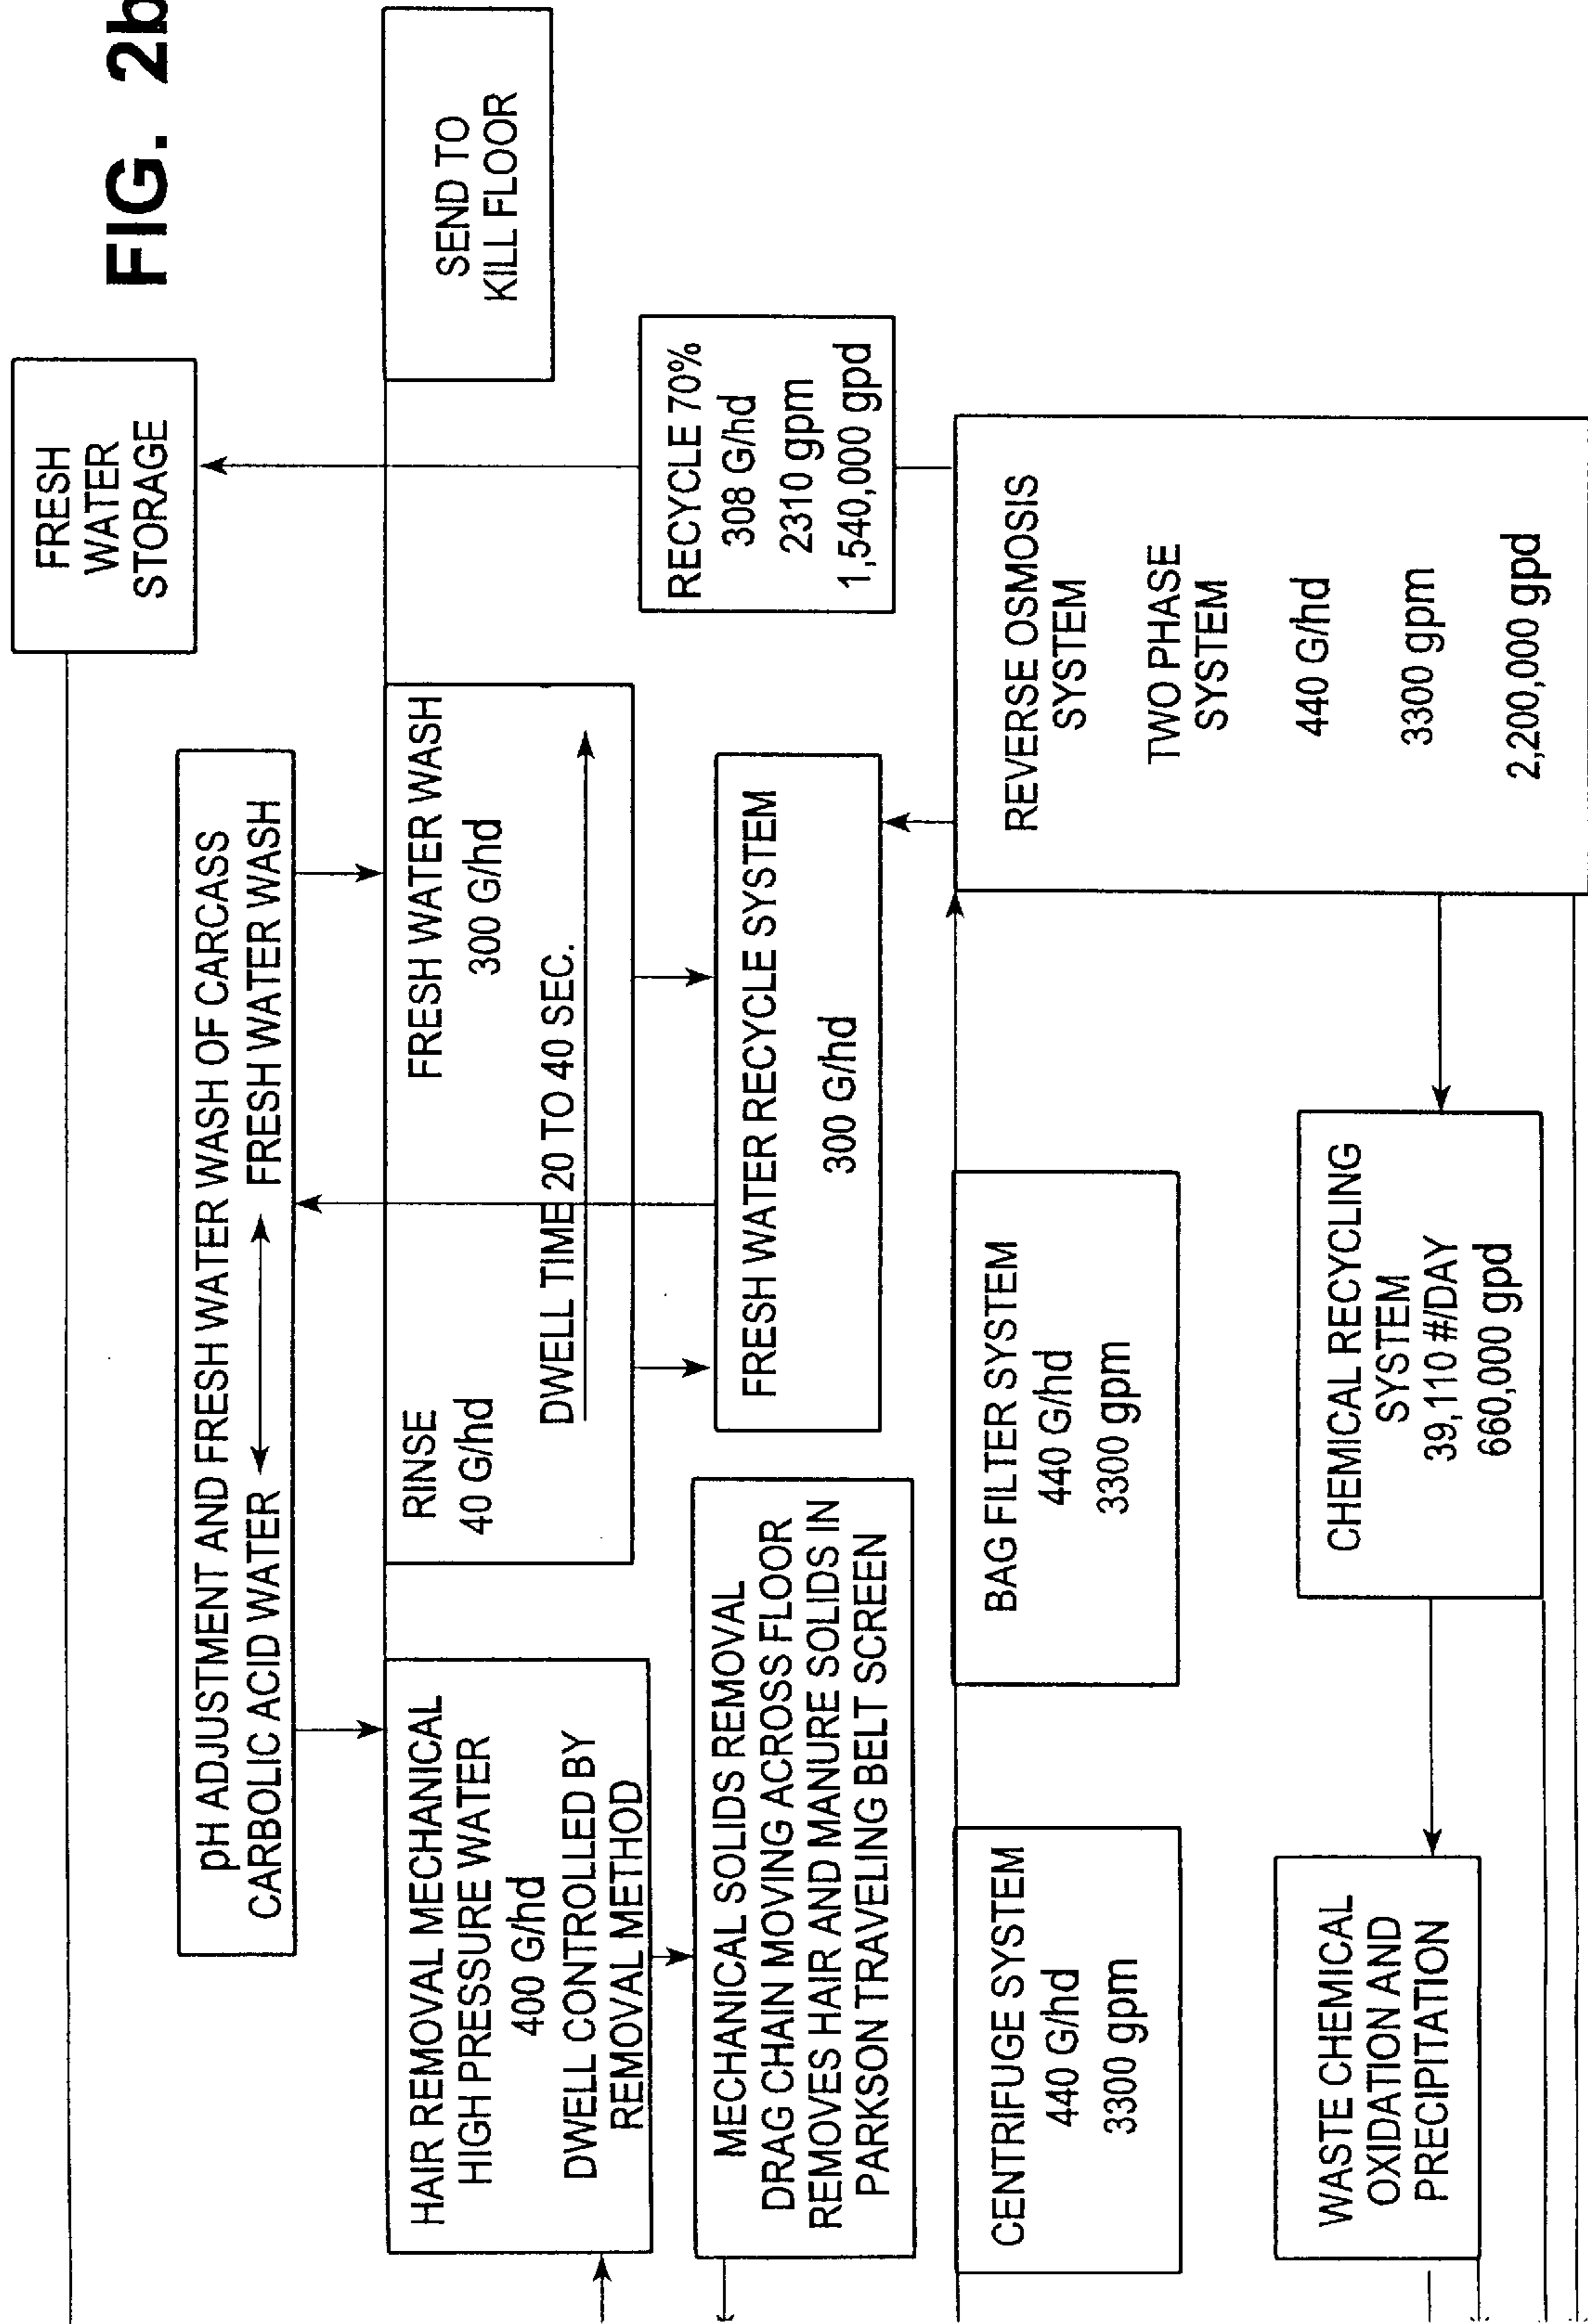 FIG. 2b
FRESH
WATER
STORAGE
pH ADJUSTMENT AND FRESH WATER WASH OF CARCASS
CARBOLIC ACID WATER FRESH WATER WASH
HAIR REMOVAL MECHANICAL
HIGH PRESSURE WATER
400 G/hd
DWELL CONTROLLED BY
REMOVAL METHOD
RINSE
40 G/hd
FRESH WATER WASH
300 G/hd
DWELL TIME 20 TO 40 SEC.
SEND TO
KILL FLOOR
MECHANICAL SOLIDS REMOVAL
DRAG CHAIN MOVING ACROSS FLOOR
REMOVES HAIR AND MANURE SOLIDS IN
PARKSON TRAVELING BELT SCREEN
FRESH WATER RECYCLE SYSTEM
300 G/hd
RECYCLE 70%
308 G/hd
2310 gpm
1,540,000 gpd
CENTRIFUGE SYSTEM
440 G/hd
3300 gpm
BAG FILTER SYSTEM
440 G/hd
3300 gpm
REVERSE OSMOSIS
SYSTEM
TWO PHASE
SYSTEM
440 G/hd
3300 gpm
2,200,000 gpd
WASTE CHEMICAL
OXIDATION AND
PRECIPITATION
CHEMICAL RECYCLING
SYSTEM
39,110 #/DAY
660,000 gpd